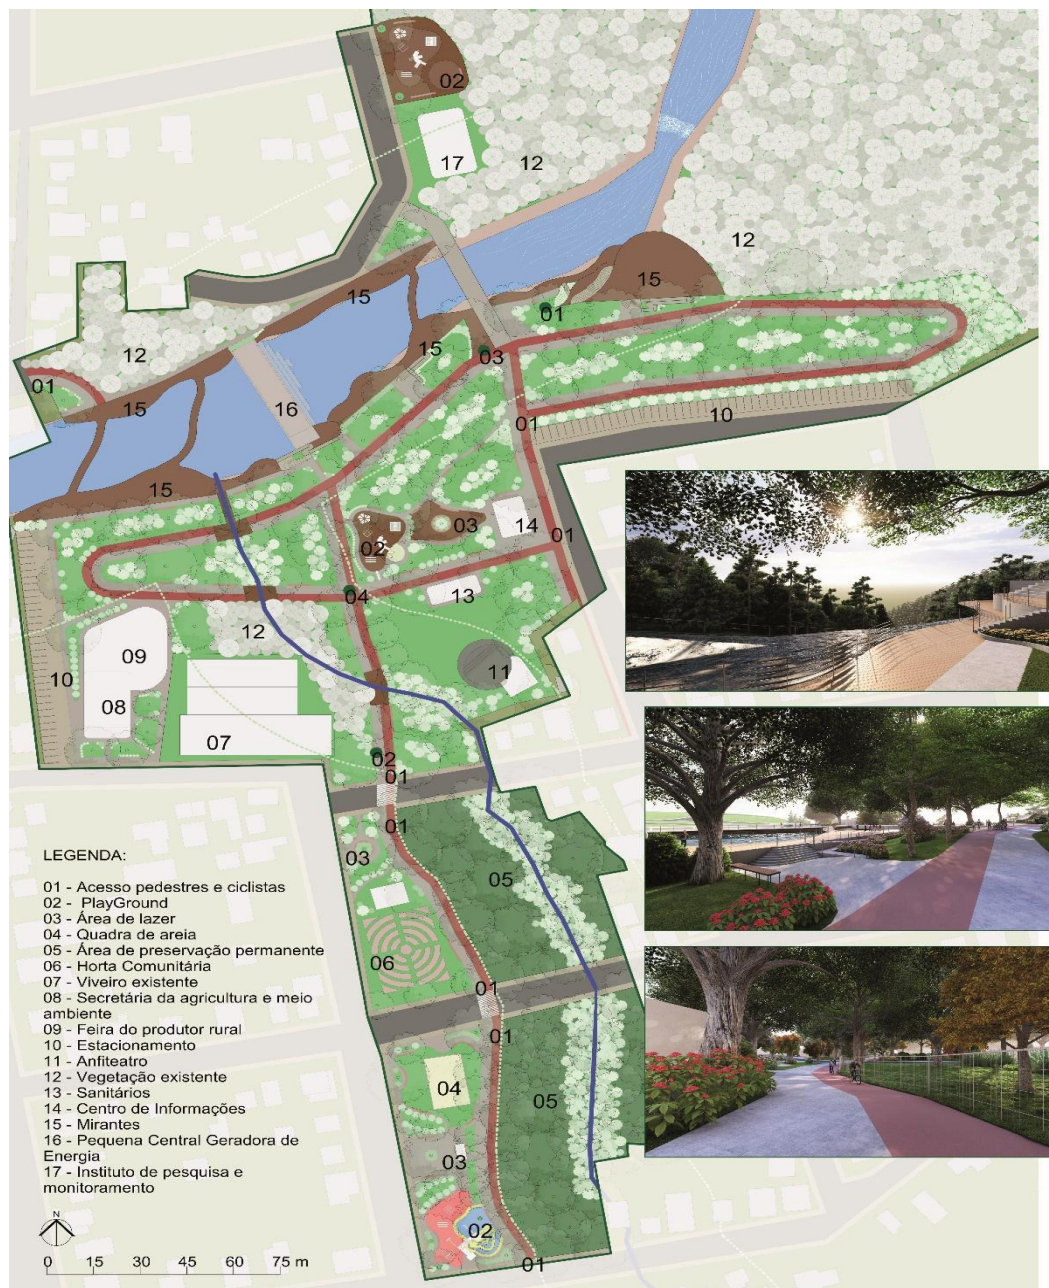 02
17
12
12
15
15
01
12
03
15
01
15
16
01
10
15
14
03
01
02
04
13
12
09
11
10
08
07
02
01
01
03
05
06
01
01
04
05
03
02
01
LEGENDA:
01 - Acesso pedestres e ciclistas
02 - PlayGround
03 - Área de lazer
04 - Quadra de areia
05 - Área de preservação permanente
06 - Horta Comunitária
07 - Viveiro existente
08 - Secretária da agricultura e meio
ambiente
09 - Feira do produtor rural
10 - Estacionamento
11 - Anfiteatro
12 - Vegetação existente
13 - Sanitários
14 - Centro de Informações
15 - Mirantes
16 - Pequena Central Geradora de
Energia
17 - Instituto de pesquisa e
monitoramento
N
0 15 30 45 60 75 m